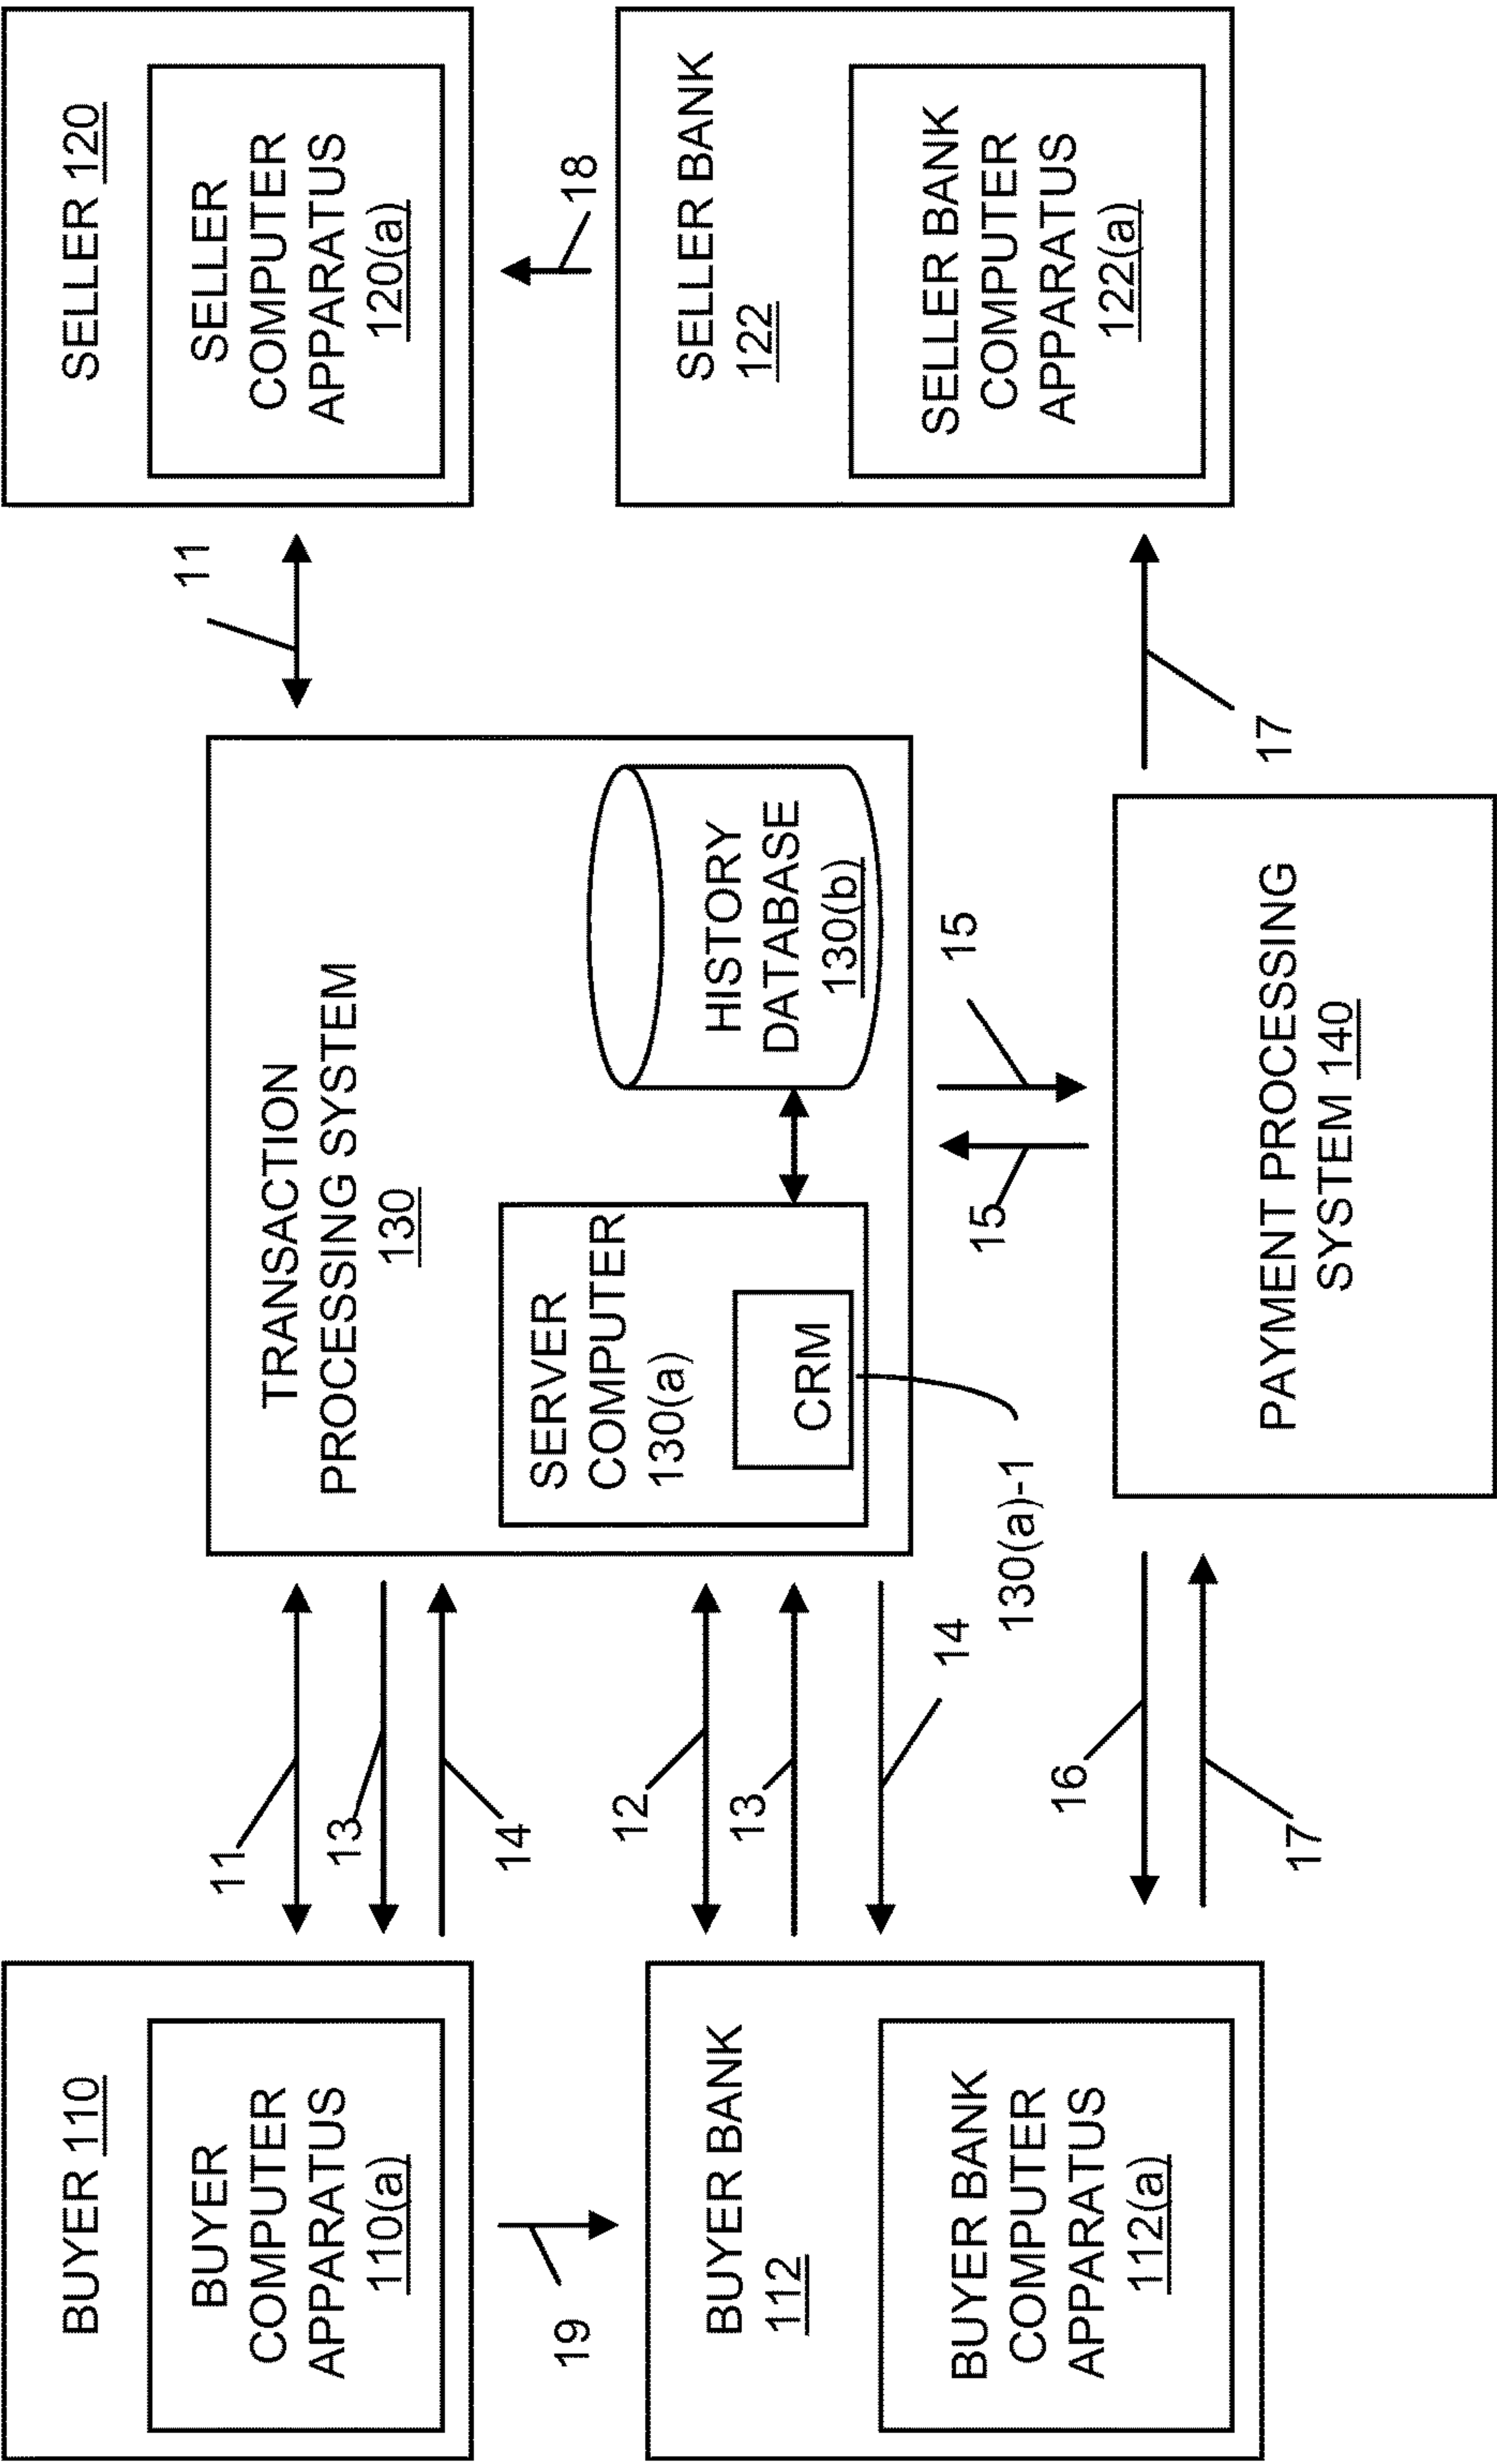 BUYER 110
BUYER
COMPUTER
APPARATUS
110(a)
19
BUYER BANK
112
BUYER BANK
COMPUTER
APPARATUS
112(a)
11
13
14
12
13
14
16
17
TRANSACTION
PROCESSING SYSTEM
130
SERVER
COMPUTER
130(a)
CRM
130(a)-1
HISTORY
DATABASE
130(b)
15
15
PAYMENT PROCESSING
SYSTEM 140
11
17
SELLER 120
SELLER
COMPUTER
APPARATUS
120(a)
18
SELLER BANK
122
SELLER BANK
COMPUTER
APPARATUS
122(a)